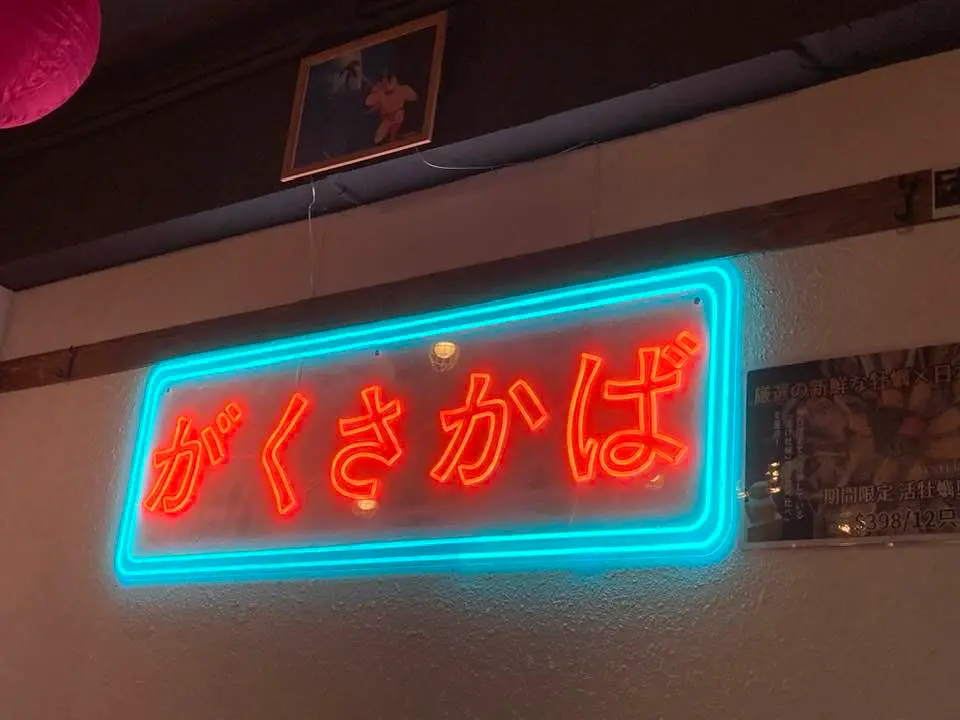 がくさかば
厳選の新鮮な牡蠣×日
期間限定 活牡蠣
$398/12只